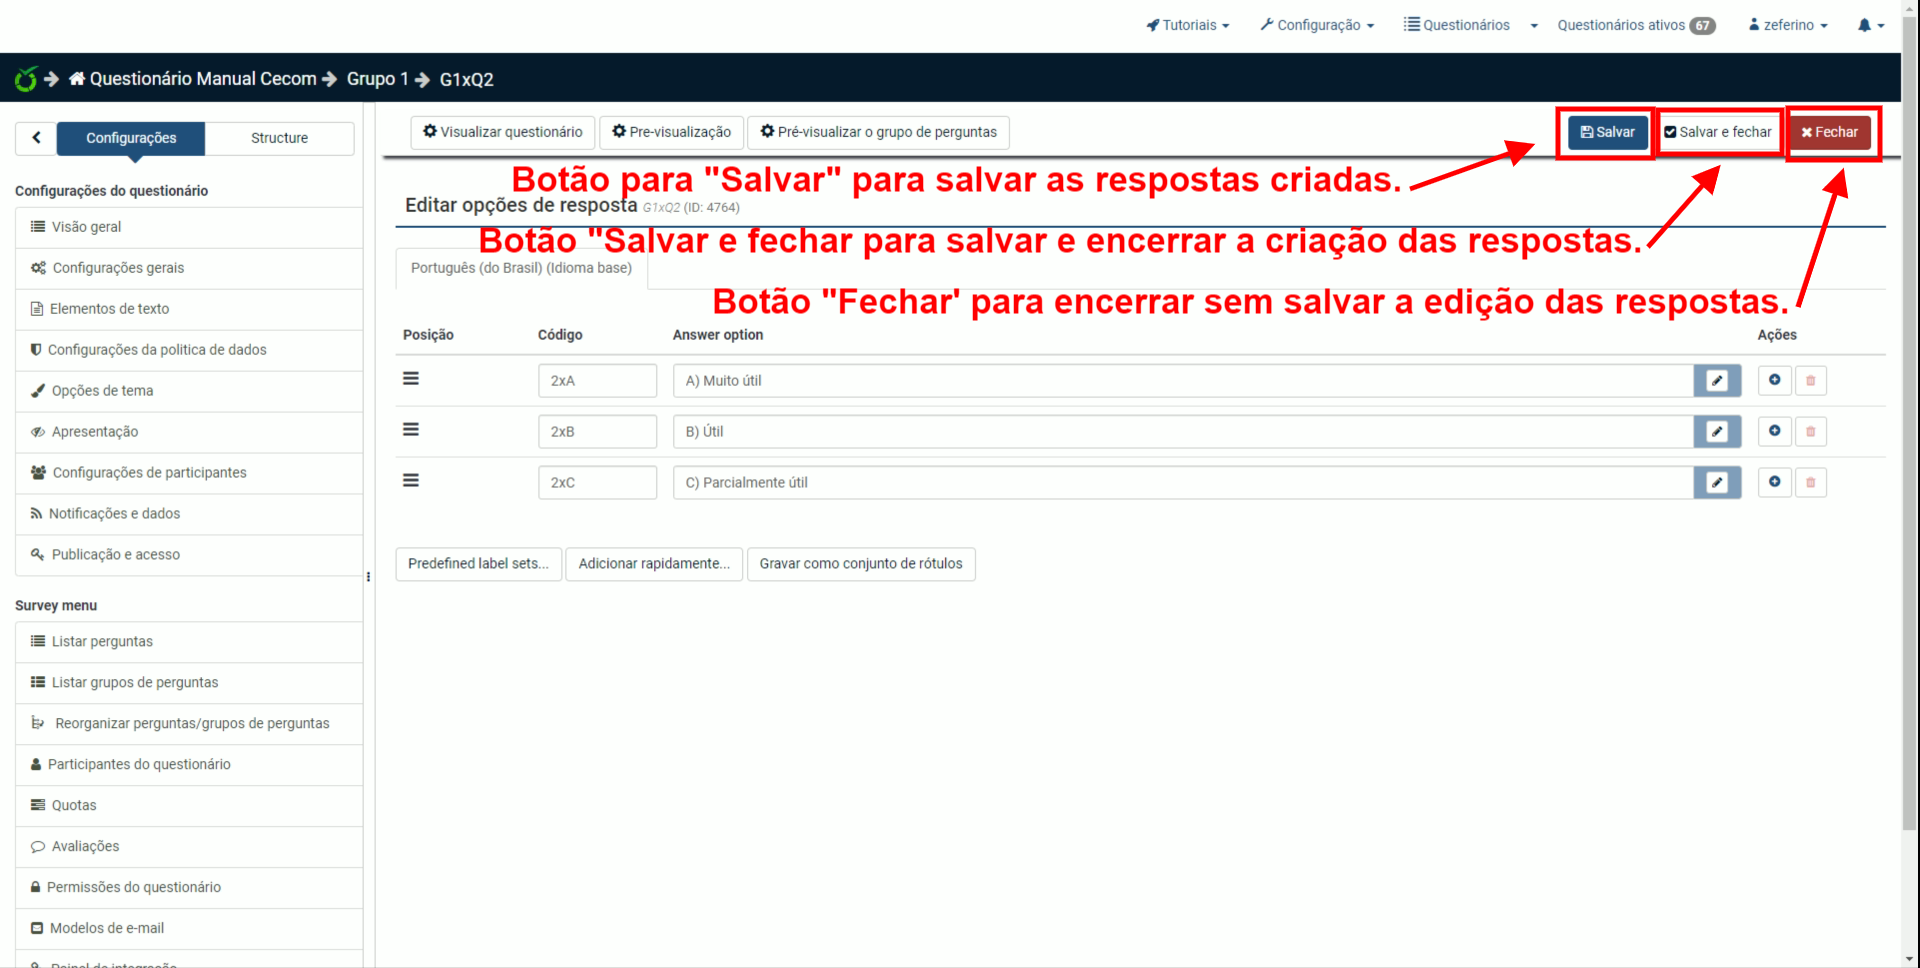 Tutoriais Configuração Questionários Questionários ativos 67 zeferino
Questionário Manual Cecom Grupo 1 G1xQ2
Configurações Structure
Visualizar questionário Pre-visualização Pré-visualizar o grupo de perguntas Salvar Salvar e fechar Fechar
Botão para "Salvar" para salvar as respostas criadas.
Configurações do questionário
Editar opções de resposta G1xQ2 (ID: 4764)
Visão geral
Botão "Salvar e fechar para salvar e encerrar a criação das respostas.
Configurações gerais
Português (do Brasil) (Idioma base)
Botão "Fechar' para encerrar sem salvar a edição das respostas.
Elementos de texto
Posição Código Answer option Ações
Configurações da politica de dados
2xA A) Muito útil
Opções de tema
2xB B) Útil
Apresentação
Configurações de participantes
2xC C) Parcialmente útil
Notificações e dados
Publicação e acesso
Predefined label sets... Adicionar rapidamente... Gravar como conjunto de rótulos
Survey menu
Listar perguntas
Listar grupos de perguntas
Reorganizar perguntas/grupos de perguntas
Participantes do questionário
Quotas
Avaliações
Permissões do questionário
Modelos de e-mail
Painel de integração